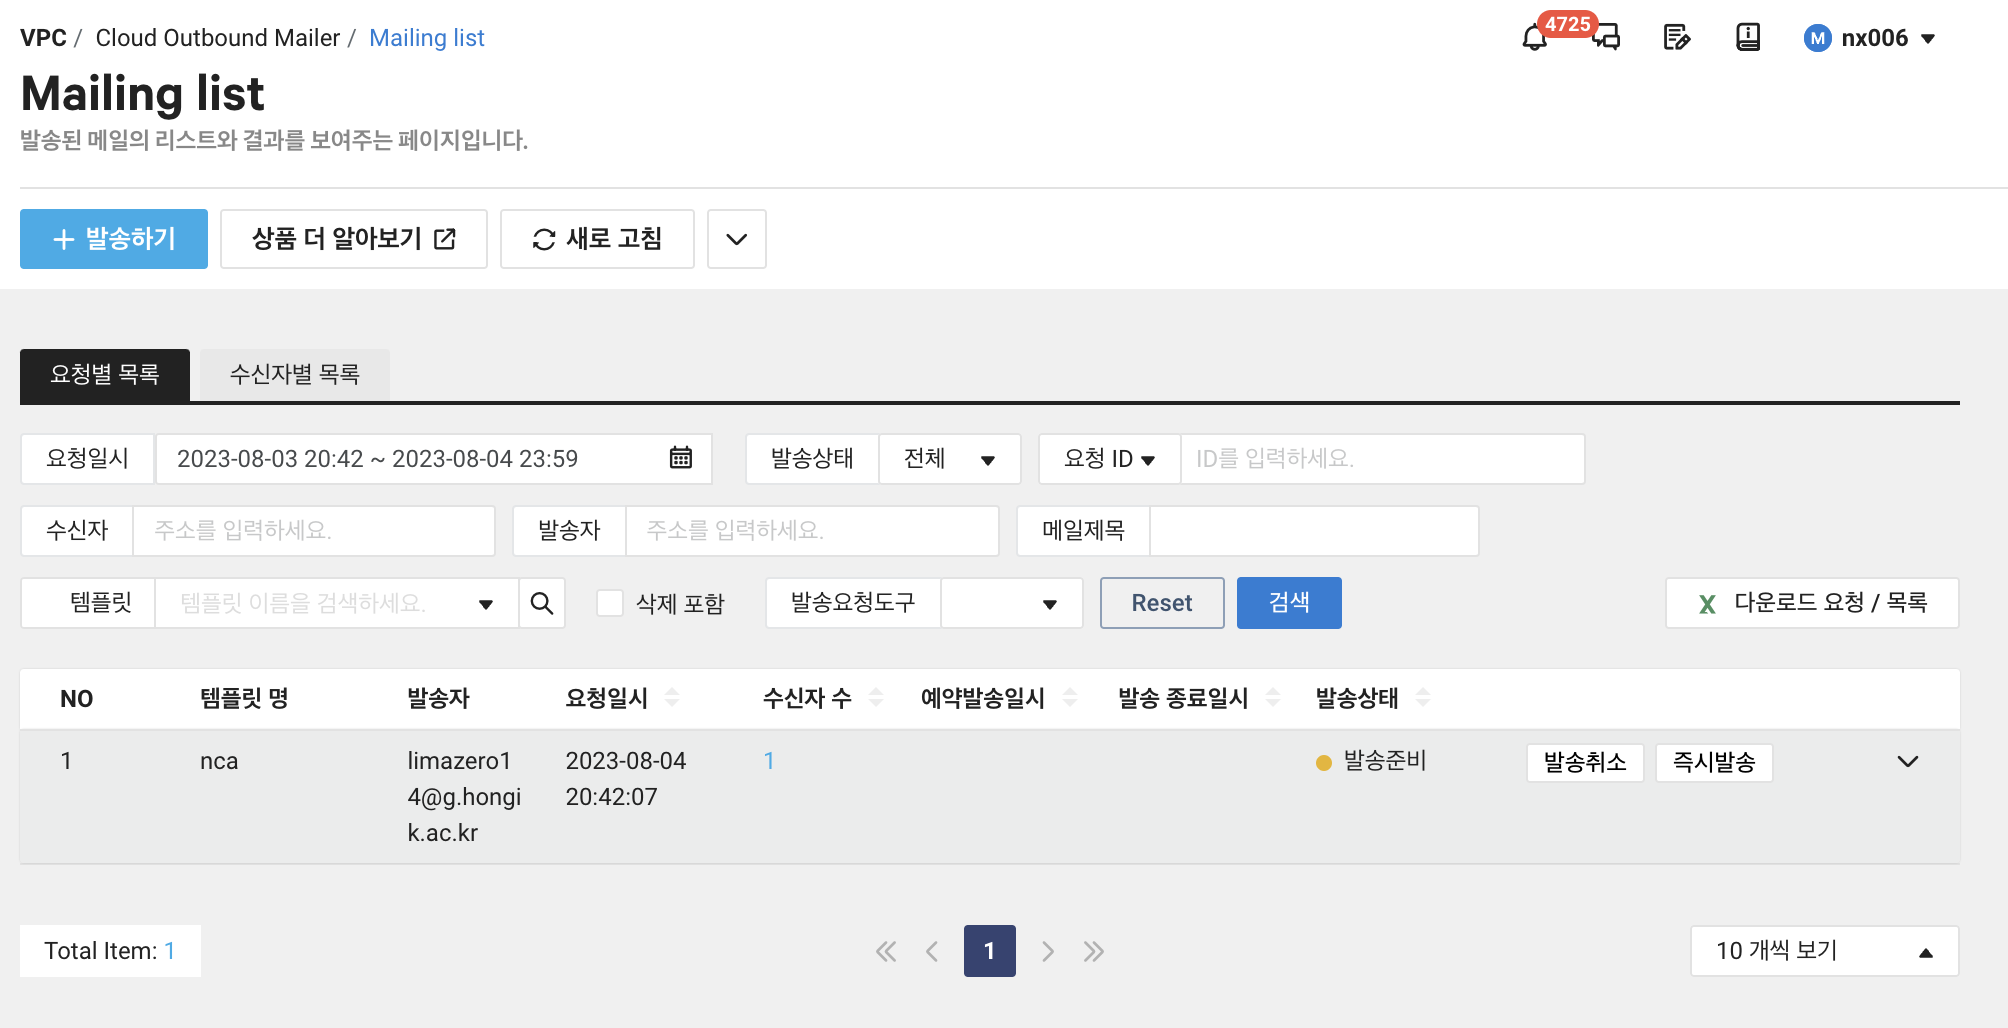 VPC / Cloud Outbound Mailer / Mailing list
4725
M nx006
Mailing list
발송된 메일의 리스트와 결과를 보여주는 페이지입니다.
+ 발송하기
상품 더 알아보기
새로 고침
요청별 목록
수신자별 목록
요청일시 2023-08-03 20:42 ~ 2023-08-04 23:59 발송상태 전체 요청 ID ID를 입력하세요.
수신자 주소를 입력하세요. 발송자 주소를 입력하세요. 메일제목
템플릿 템플릿 이름을 검색하세요. 삭제 포함 발송요청도구 Reset 검색 X 다운로드 요청 / 목록
NO 템플릿 명 발송자 요청일시 수신자 수 예약발송일시 발송 종료일시 발송상태
1 nca limazero1 2023-08-04 1 발송준비 발송취소 즉시발송
4@g.hongi 20:42:07
k.ac.kr
Total Item: 1
1
10 개씩 보기